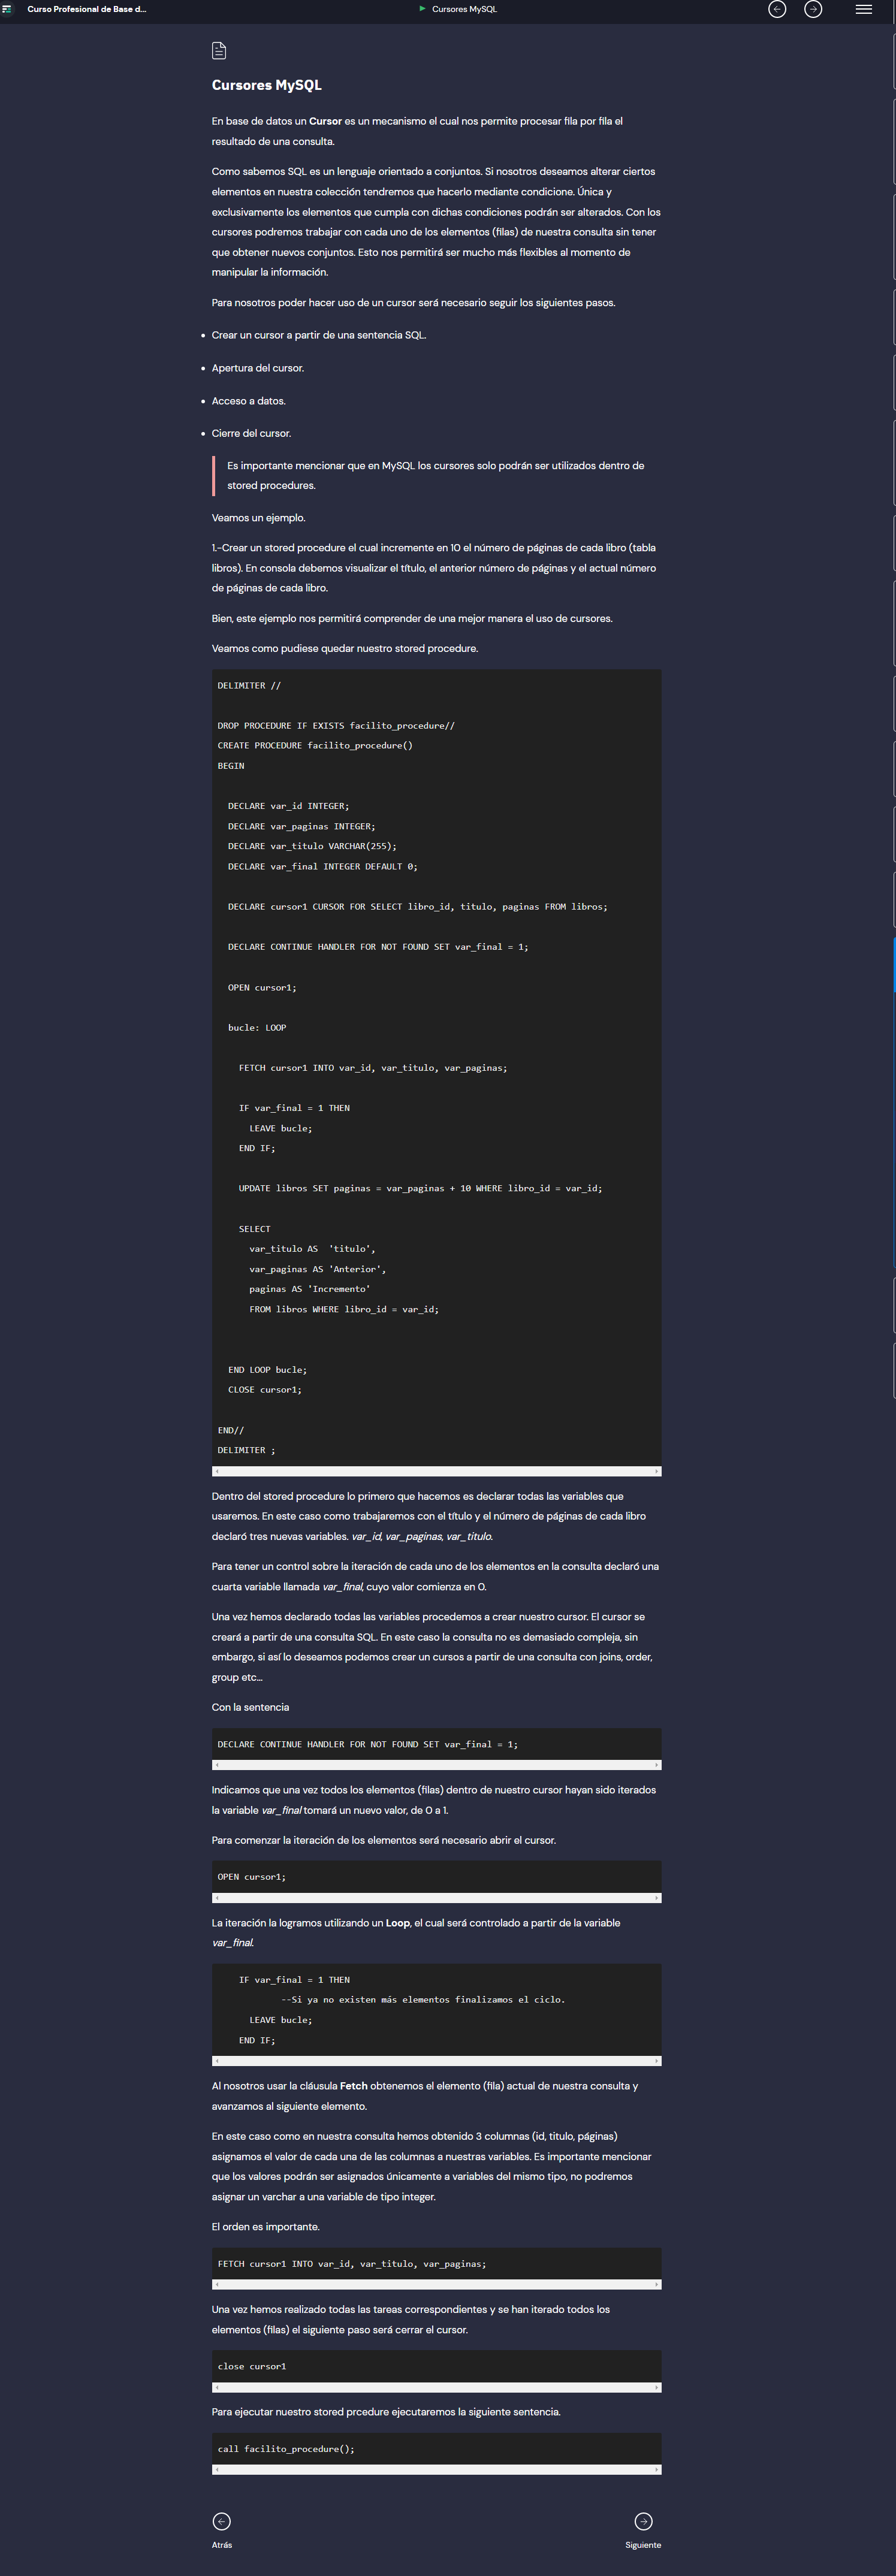 Curso Profesional de Base d...
Cursores MySQL
Cursores MySQL
En base de datos un Cursor es un mecanismo el cual nos permite procesar fila por fila el
resultado de una consulta.
Como sabemos SQL es un lenguaje orientado a conjuntos. Si nosotros deseamos alterar ciertos
elementos en nuestra colección tendremos que hacerlo mediante condicione. Única y
exclusivamente los elementos que cumpla con dichas condiciones podrán ser alterados. Con los
cursores podremos trabajar con cada uno de los elementos (filas) de nuestra consulta sin tener
que obtener nuevos conjuntos. Esto nos permitirá ser mucho más flexibles al momento de
manipular la información.
Para nosotros poder hacer uso de un cursor será necesario seguir los siguientes pasos.
• Crear un cursor a partir de una sentencia SQL.
• Apertura del cursor.
• Acceso a datos.
• Cierre del cursor.
Es importante mencionar que en MySQL los cursores solo podrán ser utilizados dentro de
stored procedures.
Veamos un ejemplo.
1.-Crear un stored procedure el cual incremente en 10 el número de páginas de cada libro (tabla
libros). En consola debemos visualizar el título, el anterior número de páginas y el actual número
de páginas de cada libro.
Bien, este ejemplo nos permitirá comprender de una mejor manera el uso de cursores.
Veamos como pudiese quedar nuestro stored procedure.
DELIMITER //
DROP PROCEDURE IF EXISTS facilito_procedure//
CREATE PROCEDURE facilito_procedure()
BEGIN
DECLARE var_id INTEGER;
DECLARE var_paginas INTEGER;
DECLARE var_titulo VARCHAR(255);
DECLARE var_final INTEGER DEFAULT 0;
DECLARE cursor1 CURSOR FOR SELECT libro_id, titulo, paginas FROM libros;
DECLARE CONTINUE HANDLER FOR NOT FOUND SET var_final = 1;
OPEN cursor1;
bucle: LOOP
FETCH cursor1 INTO var_id, var_titulo, var_paginas;
IF var_final = 1 THEN
LEAVE bucle;
END IF;
UPDATE libros SET paginas = var_paginas + 10 WHERE libro_id = var_id;
SELECT
var_titulo AS  'titulo',
var_paginas AS 'Anterior',
paginas AS 'Incremento'
FROM libros WHERE libro_id = var_id;
END LOOP bucle;
CLOSE cursor1;
END//
DELIMITER ;
Dentro del stored procedure lo primero que hacemos es declarar todas las variables que
usaremos. En este caso como trabajaremos con el título y el número de páginas de cada libro
declaró tres nuevas variables. var_id, var_paginas, var_titulo.
Para tener un control sobre la iteración de cada uno de los elementos en la consulta declaró una
cuarta variable llamada var_final, cuyo valor comienza en 0.
Una vez hemos declarado todas las variables procedemos a crear nuestro cursor. El cursor se
creará a partir de una consulta SQL. En este caso la consulta no es demasiado compleja, sin
embargo, si así lo deseamos podemos crear un cursos a partir de una consulta con joins, order,
group etc...
Con la sentencia
DECLARE CONTINUE HANDLER FOR NOT FOUND SET var_final = 1;
Indicamos que una vez todos los elementos (filas) dentro de nuestro cursor hayan sido iterados
la variable var_final tomará un nuevo valor, de 0 a 1.
Para comenzar la iteración de los elementos será necesario abrir el cursor.
OPEN cursor1;
La iteración la logramos utilizando un Loop, el cual será controlado a partir de la variable
var_final.
IF var_final = 1 THEN
--Si ya no existen más elementos finalizamos el ciclo.
LEAVE bucle;
END IF;
Al nosotros usar la cláusula Fetch obtenemos el elemento (fila) actual de nuestra consulta y
avanzamos al siguiente elemento.
En este caso como en nuestra consulta hemos obtenido 3 columnas (id, titulo, páginas)
asignamos el valor de cada una de las columnas a nuestras variables. Es importante mencionar
que los valores podrán ser asignados únicamente a variables del mismo tipo, no podremos
asignar un varchar a una variable de tipo integer.
El orden es importante.
FETCH cursor1 INTO var_id, var_titulo, var_paginas;
Una vez hemos realizado todas las tareas correspondientes y se han iterado todos los
elementos (filas) el siguiente paso será cerrar el cursor.
close cursor1
Para ejecutar nuestro stored prcedure ejecutaremos la siguiente sentencia.
call facilito_procedure();
Atrás
Siguiente